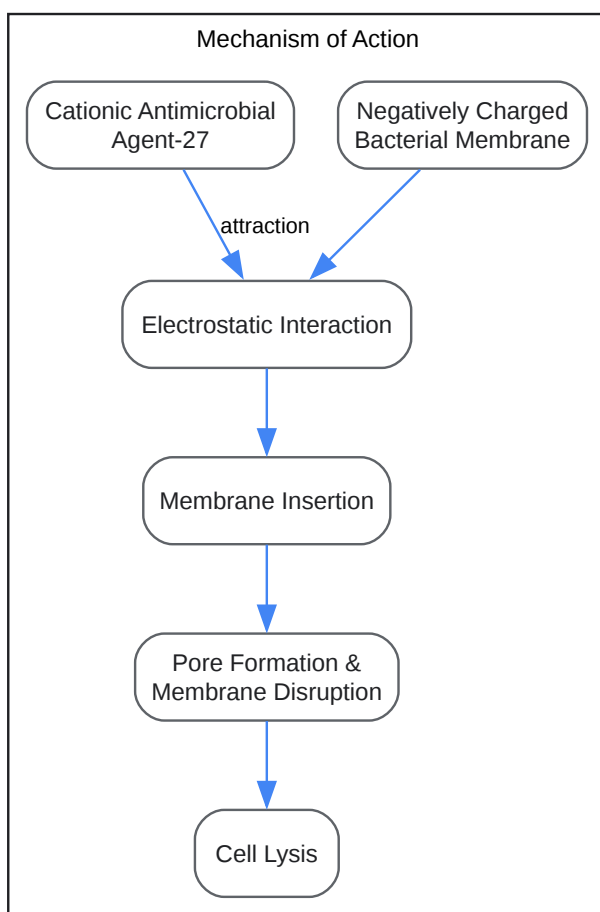 Mechanism of Action
Cationic Antimicrobial
Agent-27
Negatively Charged
Bacterial Membrane
attraction
Electrostatic Interaction
Membrane Insertion
Pore Formation &
Membrane Disruption
Cell Lysis